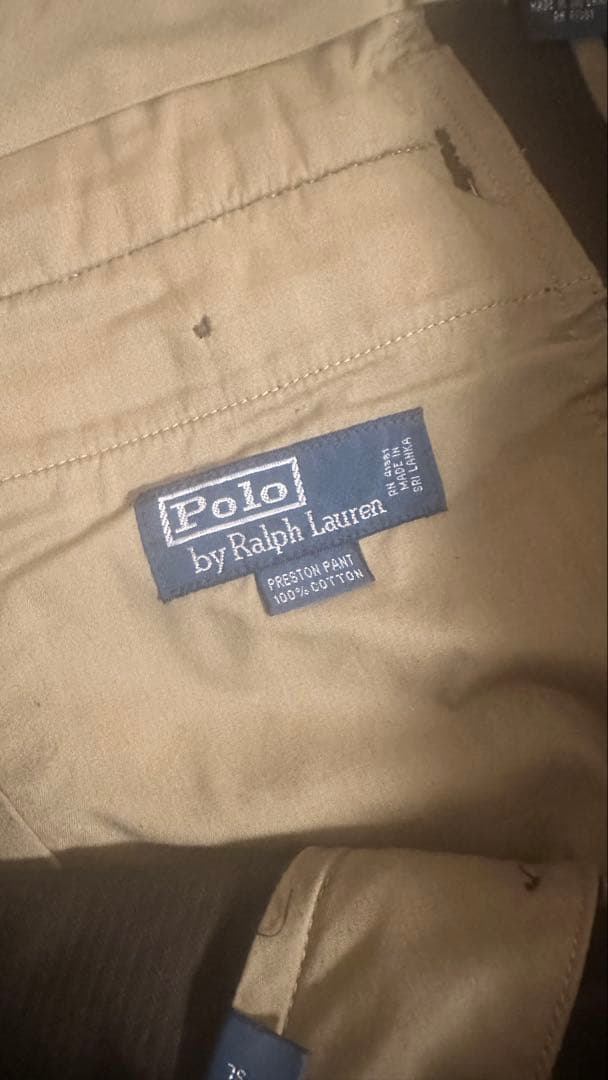 Polo
by Ralph Lauren
RN 41381
MADE IN
SRI LANKA
PRESTON PANT
100% COTTON